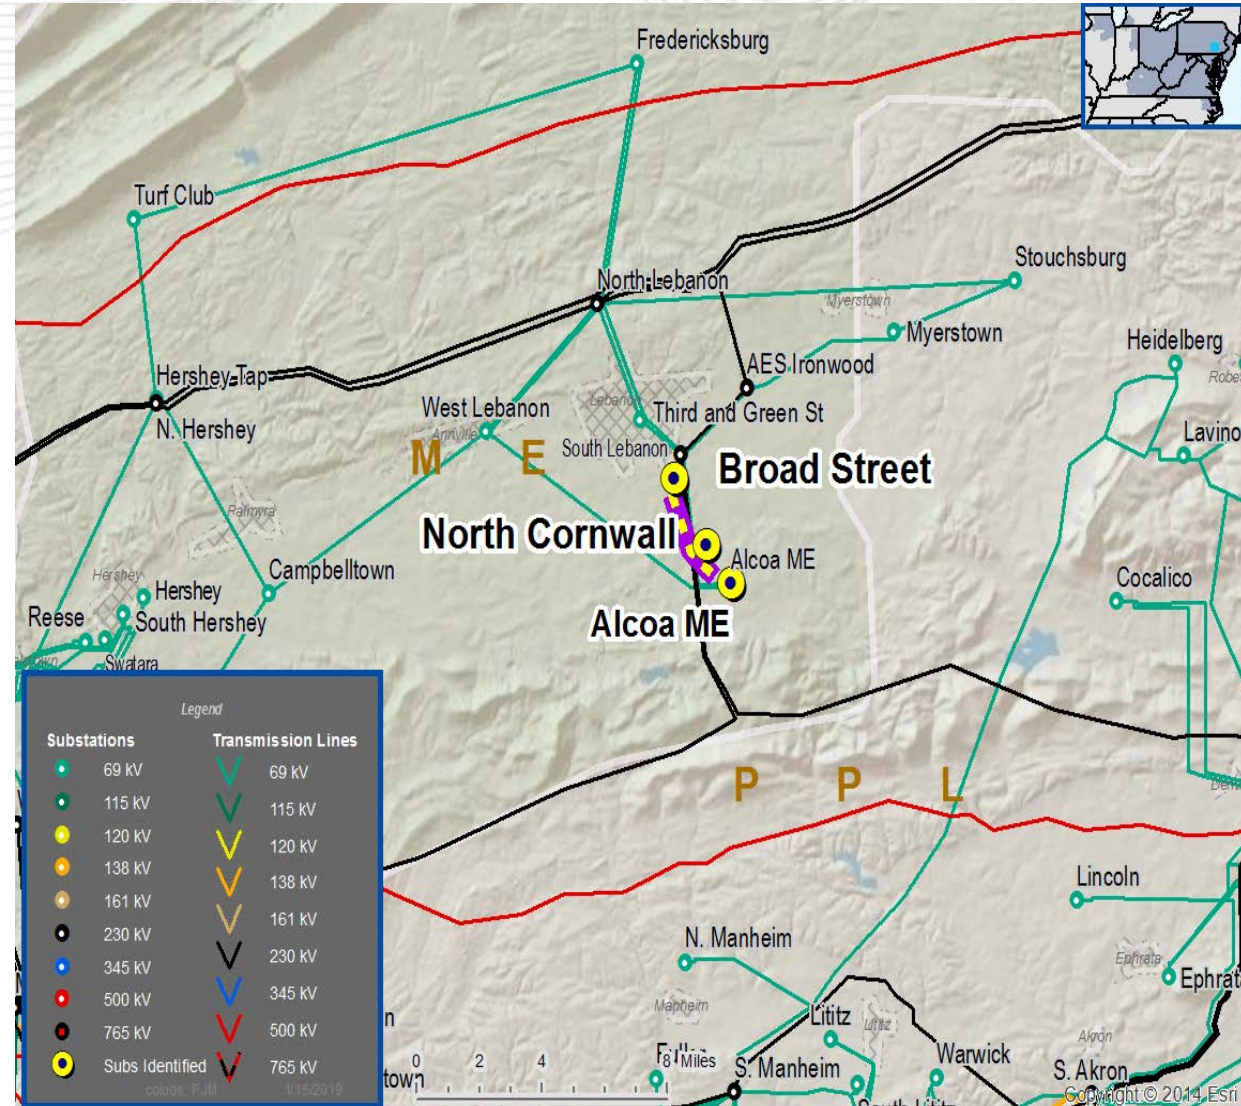 Fredericksburg
Turf Club
North Lebanon
Stouchsburg
Myerstown
Myerstown
Heidelberg
Hershey Tap
AES Ironwood
N. Hershey
West Lebanon
Lebanon
Third and Green St
Annville
South Lebanon
Lavino
M E
Broad Street
Palmyra
North Cornwall
Alcoa ME
Hershey
Campbelltown
Cocalico
Hershey
Reese
South Hershey
Alcoa ME
Swatara
Legend
Substations
Transmission Lines
69 kV
69 kV
115 kV
115 kV
120 kV
120 kV
138 kV
138 kV
161 kV
161 kV
230 kV
230 kV
345 kV
345 kV
500 kV
500 kV
765 kV
765 kV
Subs Identified
1/15/2019
P P L
Lincoln
N. Manheim
Ephrata
Manheim
Lititz
Lititz
Akron
Warwick
S. Manheim
S. Akron
0 2 4 8 Miles
Copyright:© 2014 Esri